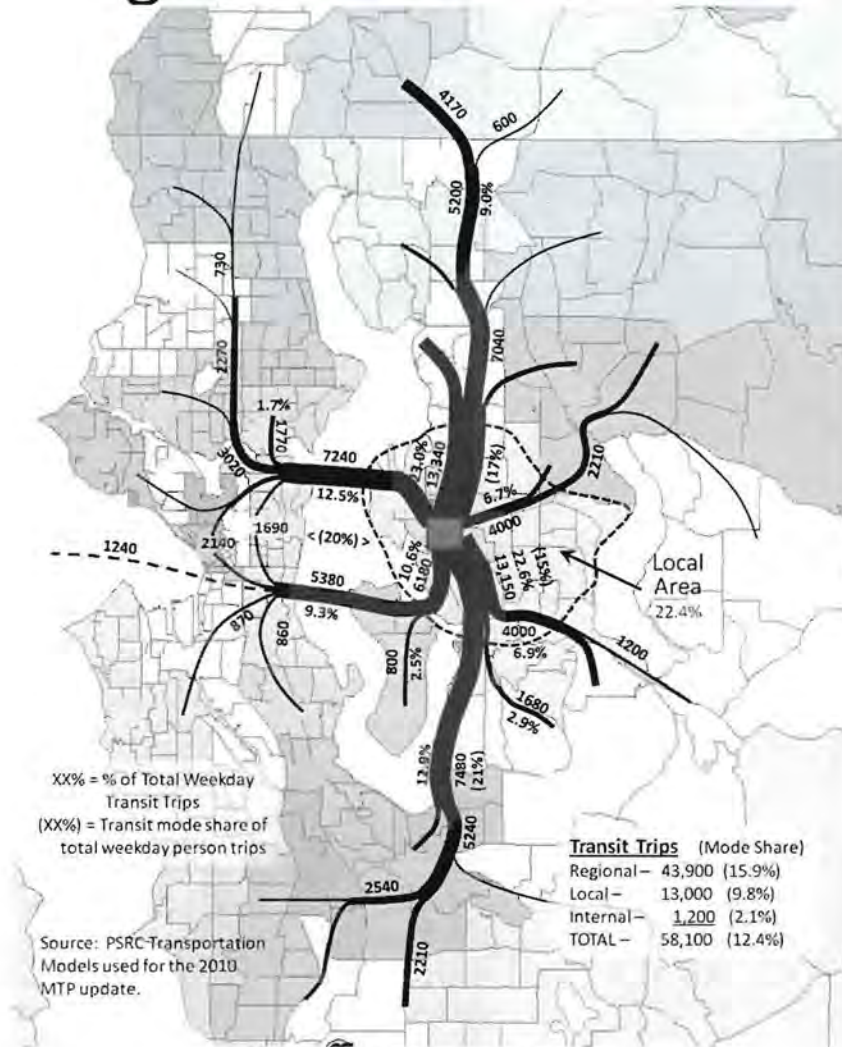 4170
600
5200
9.0%
730
7040
2270
1.7%
1770
7240
12.5%
3020
23.0%
13,340
(17%)
6.7%
4000
2210
1690
2140
< (20%) >
1240
5380
9.3%
10.6%
6180
(15%)
22.6%
13,150
Local
Area
22.4%
870
860
800
2.5%
4000
6.9%
1200
1680
2.9%
12.9%
7480
(21%)
5240
XX% = % of Total Weekday
Transit Trips
(XX%) = Transit mode share of
total weekday person trips
2540
2210
Transit Trips (Mode Share)
Regional – 43,900 (15.9%)
Local – 13,000 (9.8%)
Internal – 1,200 (2.1%)
TOTAL – 58,100 (12.4%)
Source: PSRC Transportation
Models used for the 2010
MTP update.